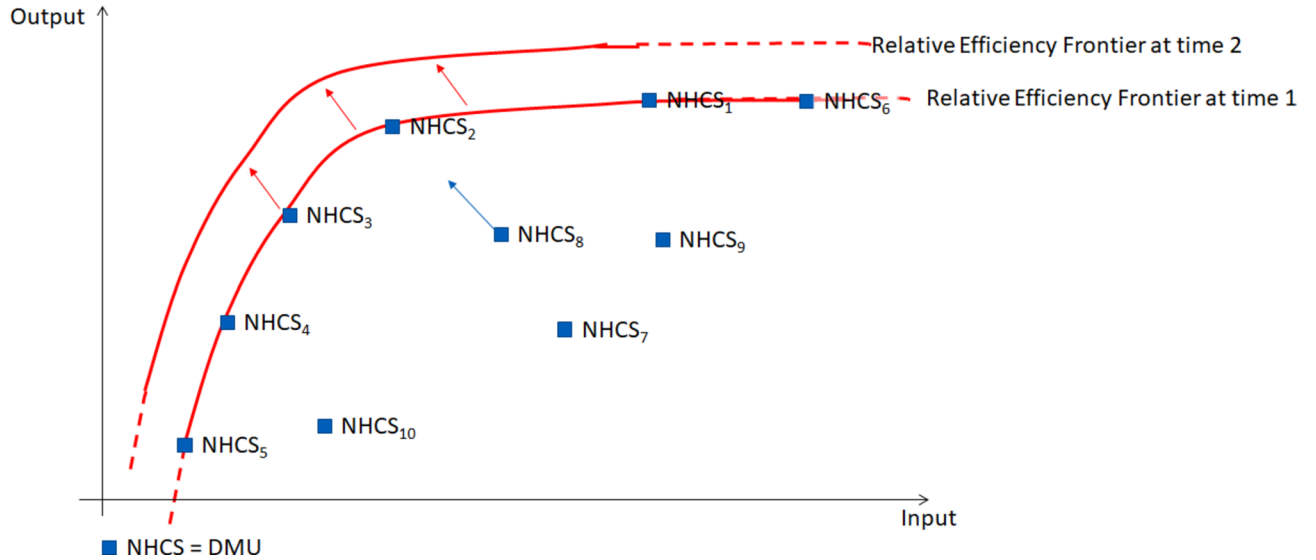 Output
Relative Efficiency Frontier at time 2
NHCS1
NHCS6
Relative Efficiency Frontier at time 1
NHCS2
NHCS3
NHCS8
NHCS9
NHCS4
NHCS7
NHCS10
NHCS5
Input
NHCS = DMU